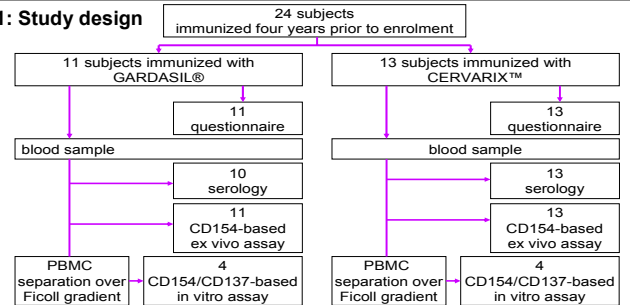 1: Study design
24 subjects
immunized four years prior to enrolment
11 subjects immunized with
GARDASIL®
13 subjects immunized with
CERVARIX™
11
questionnaire
13
questionnaire
blood sample
blood sample
10
serology
13
serology
11
CD154-based
ex vivo assay
13
CD154-based
ex vivo assay
PBMC
separation over
Ficoll gradient
4
CD154/CD137-based
in vitro assay
PBMC
separation over
Ficoll gradient
4
CD154/CD137-based
in vitro assay